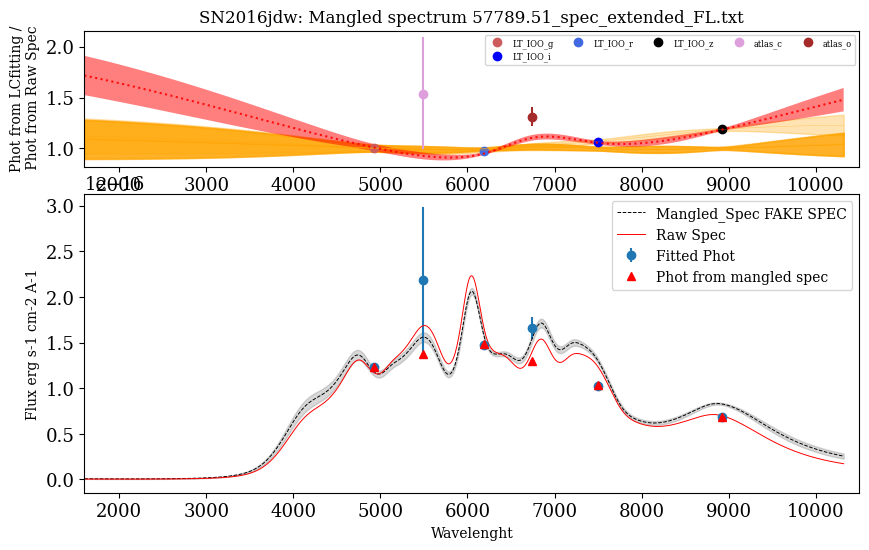 SN2016jdw: Mangled spectrum 57789.51_spec_extended_FL.txt
Phot from LCfitting /
Phot from Raw Spec
2.0
1.5
1.0
LT_IOO_g LT_IOO_r LT_IOO_z atlas_c atlas_o
LT_IOO_i
2000 3000 4000 5000 6000 7000 8000 9000 10000
1e−16
Flux erg s-1 cm-2 A-1
3.0
2.5
2.0
1.5
1.0
0.5
0.0
Mangled_Spec FAKE SPEC
Raw Spec
Fitted Phot
Phot from mangled spec
2000 3000 4000 5000 6000 7000 8000 9000 10000
Wavelenght